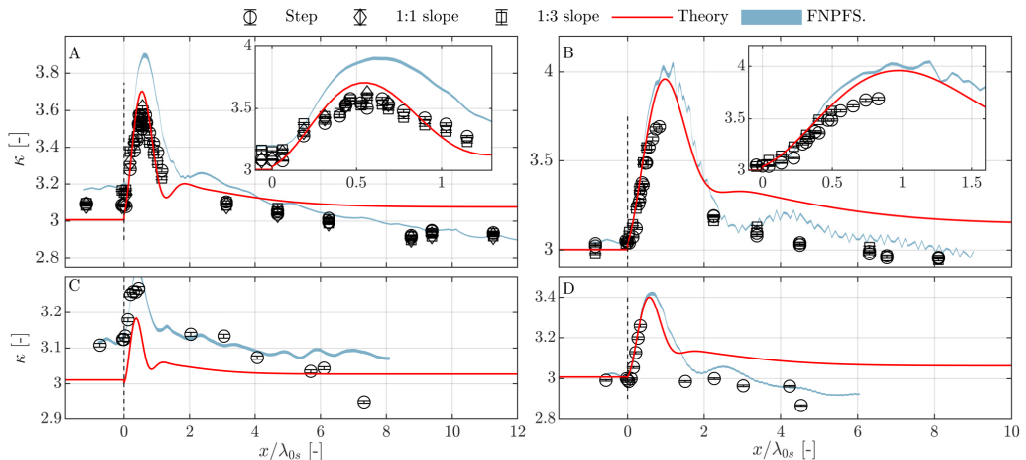 Step 1:1 slope 1:3 slope Theory FNPFS.
A
κ [-]
3.8
3.6
3.4
3.2
3
2.8
4
3.5
3
0 0.5 1
B
4
3.5
3
4
3.5
3
0 0.5 1 1.5
C
κ [-]
3.2
3.1
3
2.9
0 2 4 6 8 10 12
x/λ0s [-]
D
3.4
3.2
3
2.8
0 2 4 6 8 10
x/λ0s [-]